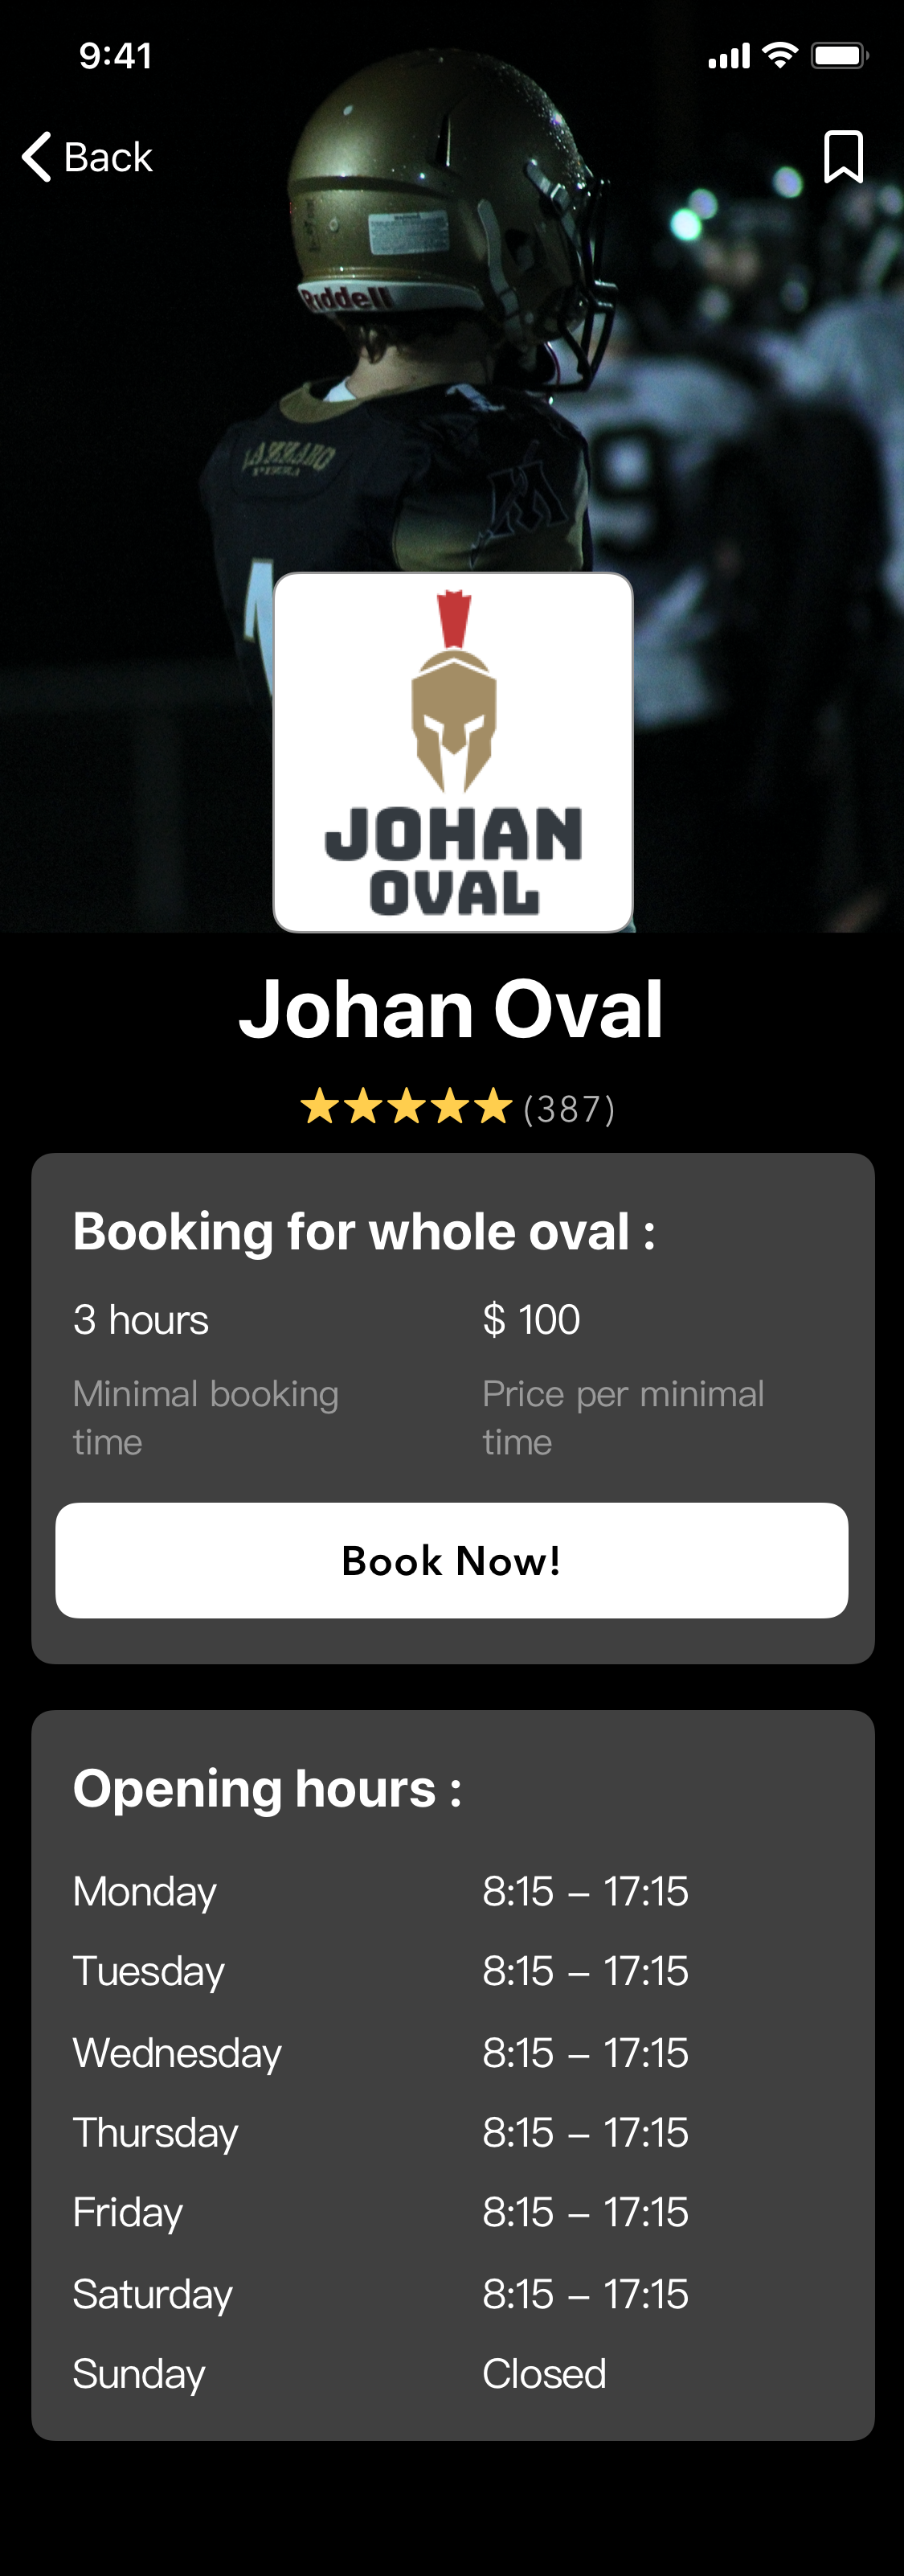 9:41
Back
Riddell
JOHAN
OVAL
Johan Oval
(387)
Booking for whole oval :
3 hours
$ 100
Minimal booking
time
Price per minimal
time
Book Now!
Opening hours :
Monday
8:15 – 17:15
Tuesday
8:15 – 17:15
Wednesday
8:15 – 17:15
Thursday
8:15 – 17:15
Friday
8:15 – 17:15
Saturday
8:15 – 17:15
Sunday
Closed